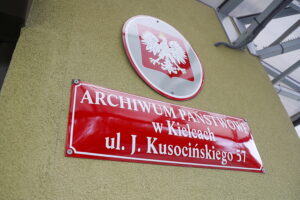 ARCHIWUM PAŃSTWOWE
w Kielcach
ul. J. Kusocińskiego 57